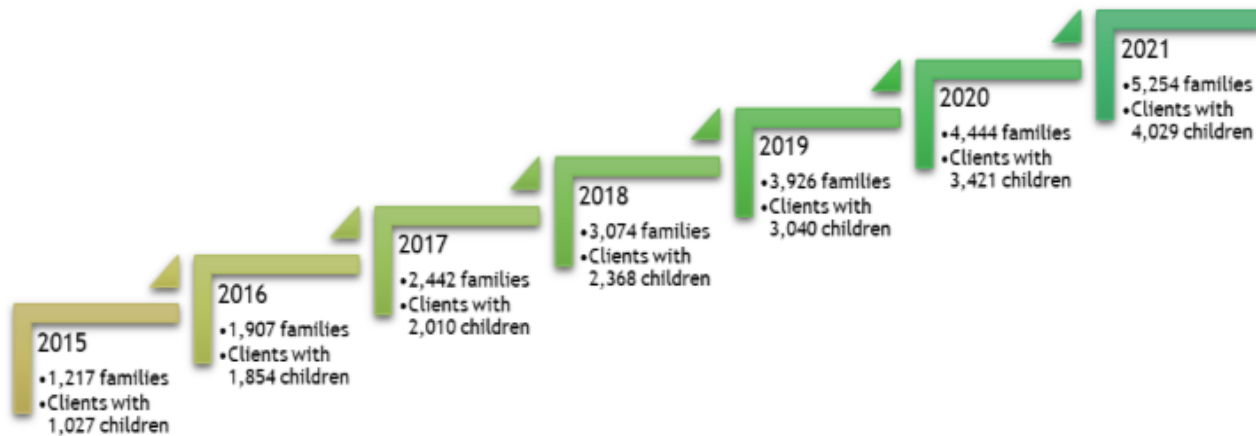 2015
•1,217 families
•Clients with
1,027 children
2016
•1,907 families
•Clients with
1,854 children
2017
•2,442 families
•Clients with
2,010 children
2018
•3,074 families
•Clients with
2,368 children
2019
•3,926 families
•Clients with
3,040 children
2020
•4,444 families
•Clients with
3,421 children
2021
•5,254 families
•Clients with
4,029 children